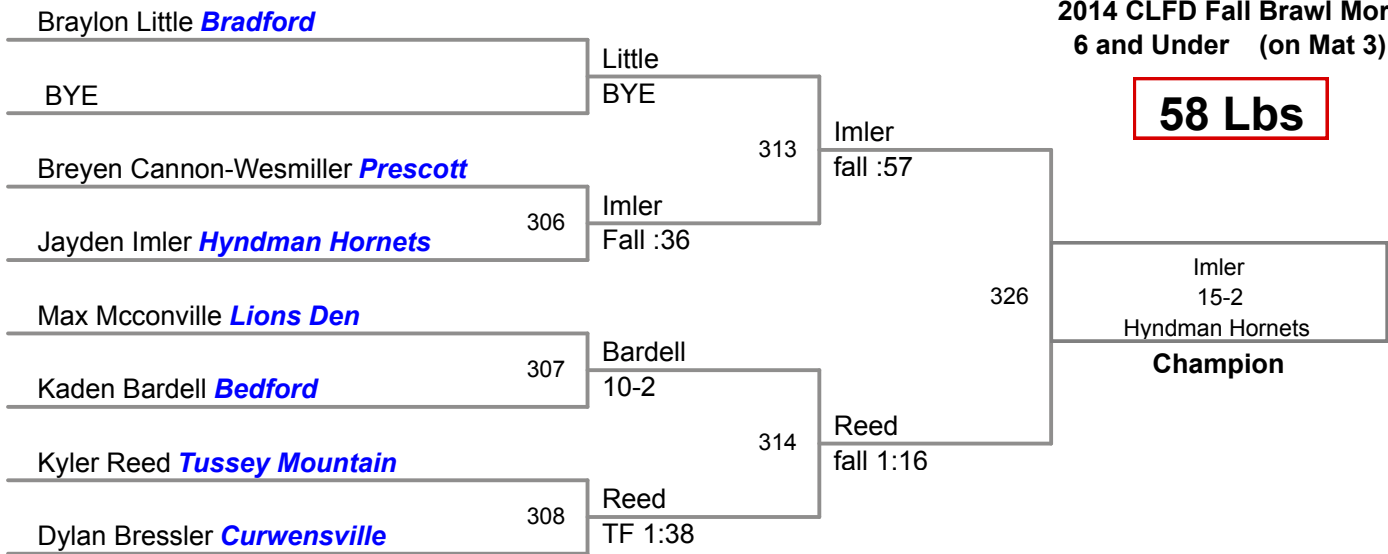 2014 CLFD Fall Brawl Mor
6 and Under (on Mat 3)
58 Lbs
Braylon Little Bradford
BYE
Little
BYE
Breyen Cannon-Wesmiller Prescott
Jayden Imler Hyndman Hornets
306
Imler
Fall :36
313
Imler
fall :57
Max Mcconville Lions Den
Kaden Bardell Bedford
307
Bardell
10-2
Kyler Reed Tussey Mountain
Dylan Bressler Curwensville
308
Reed
TF 1:38
314
Reed
fall 1:16
326
Imler
15-2
Hyndman Hornets
Champion